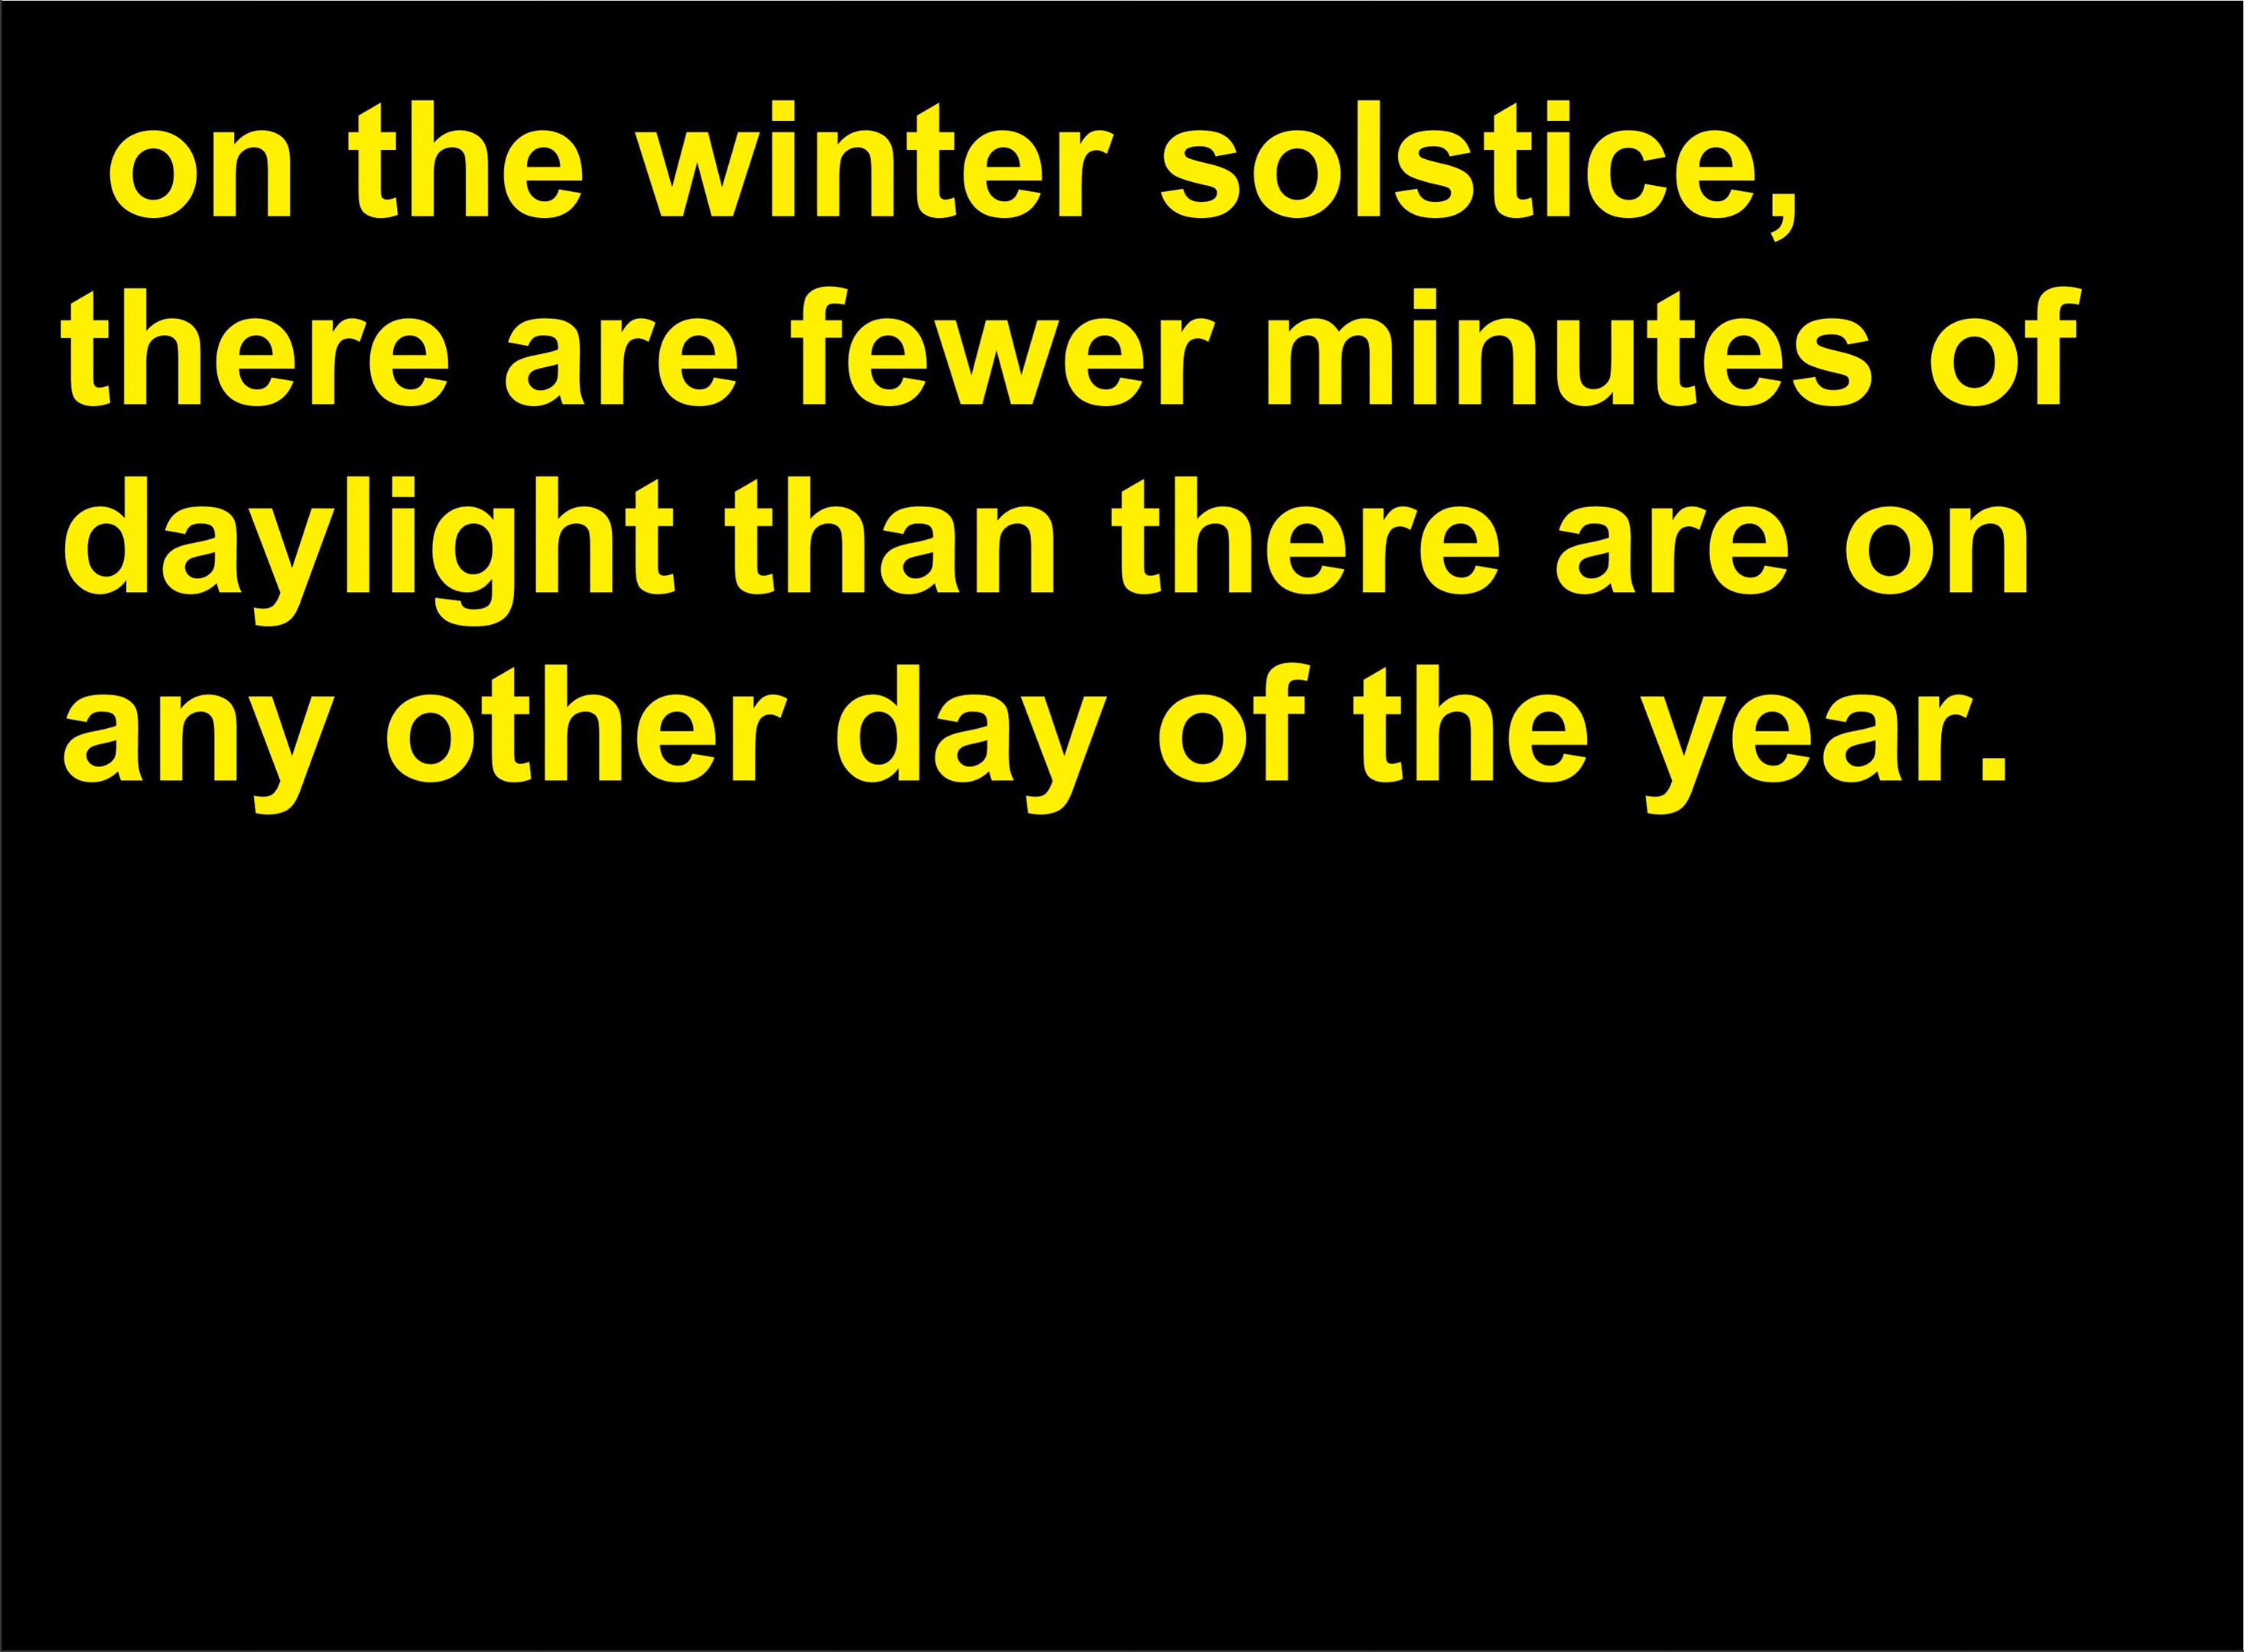 on the winter solstice,
there are fewer minutes of
daylight than there are on
any other day of the year.